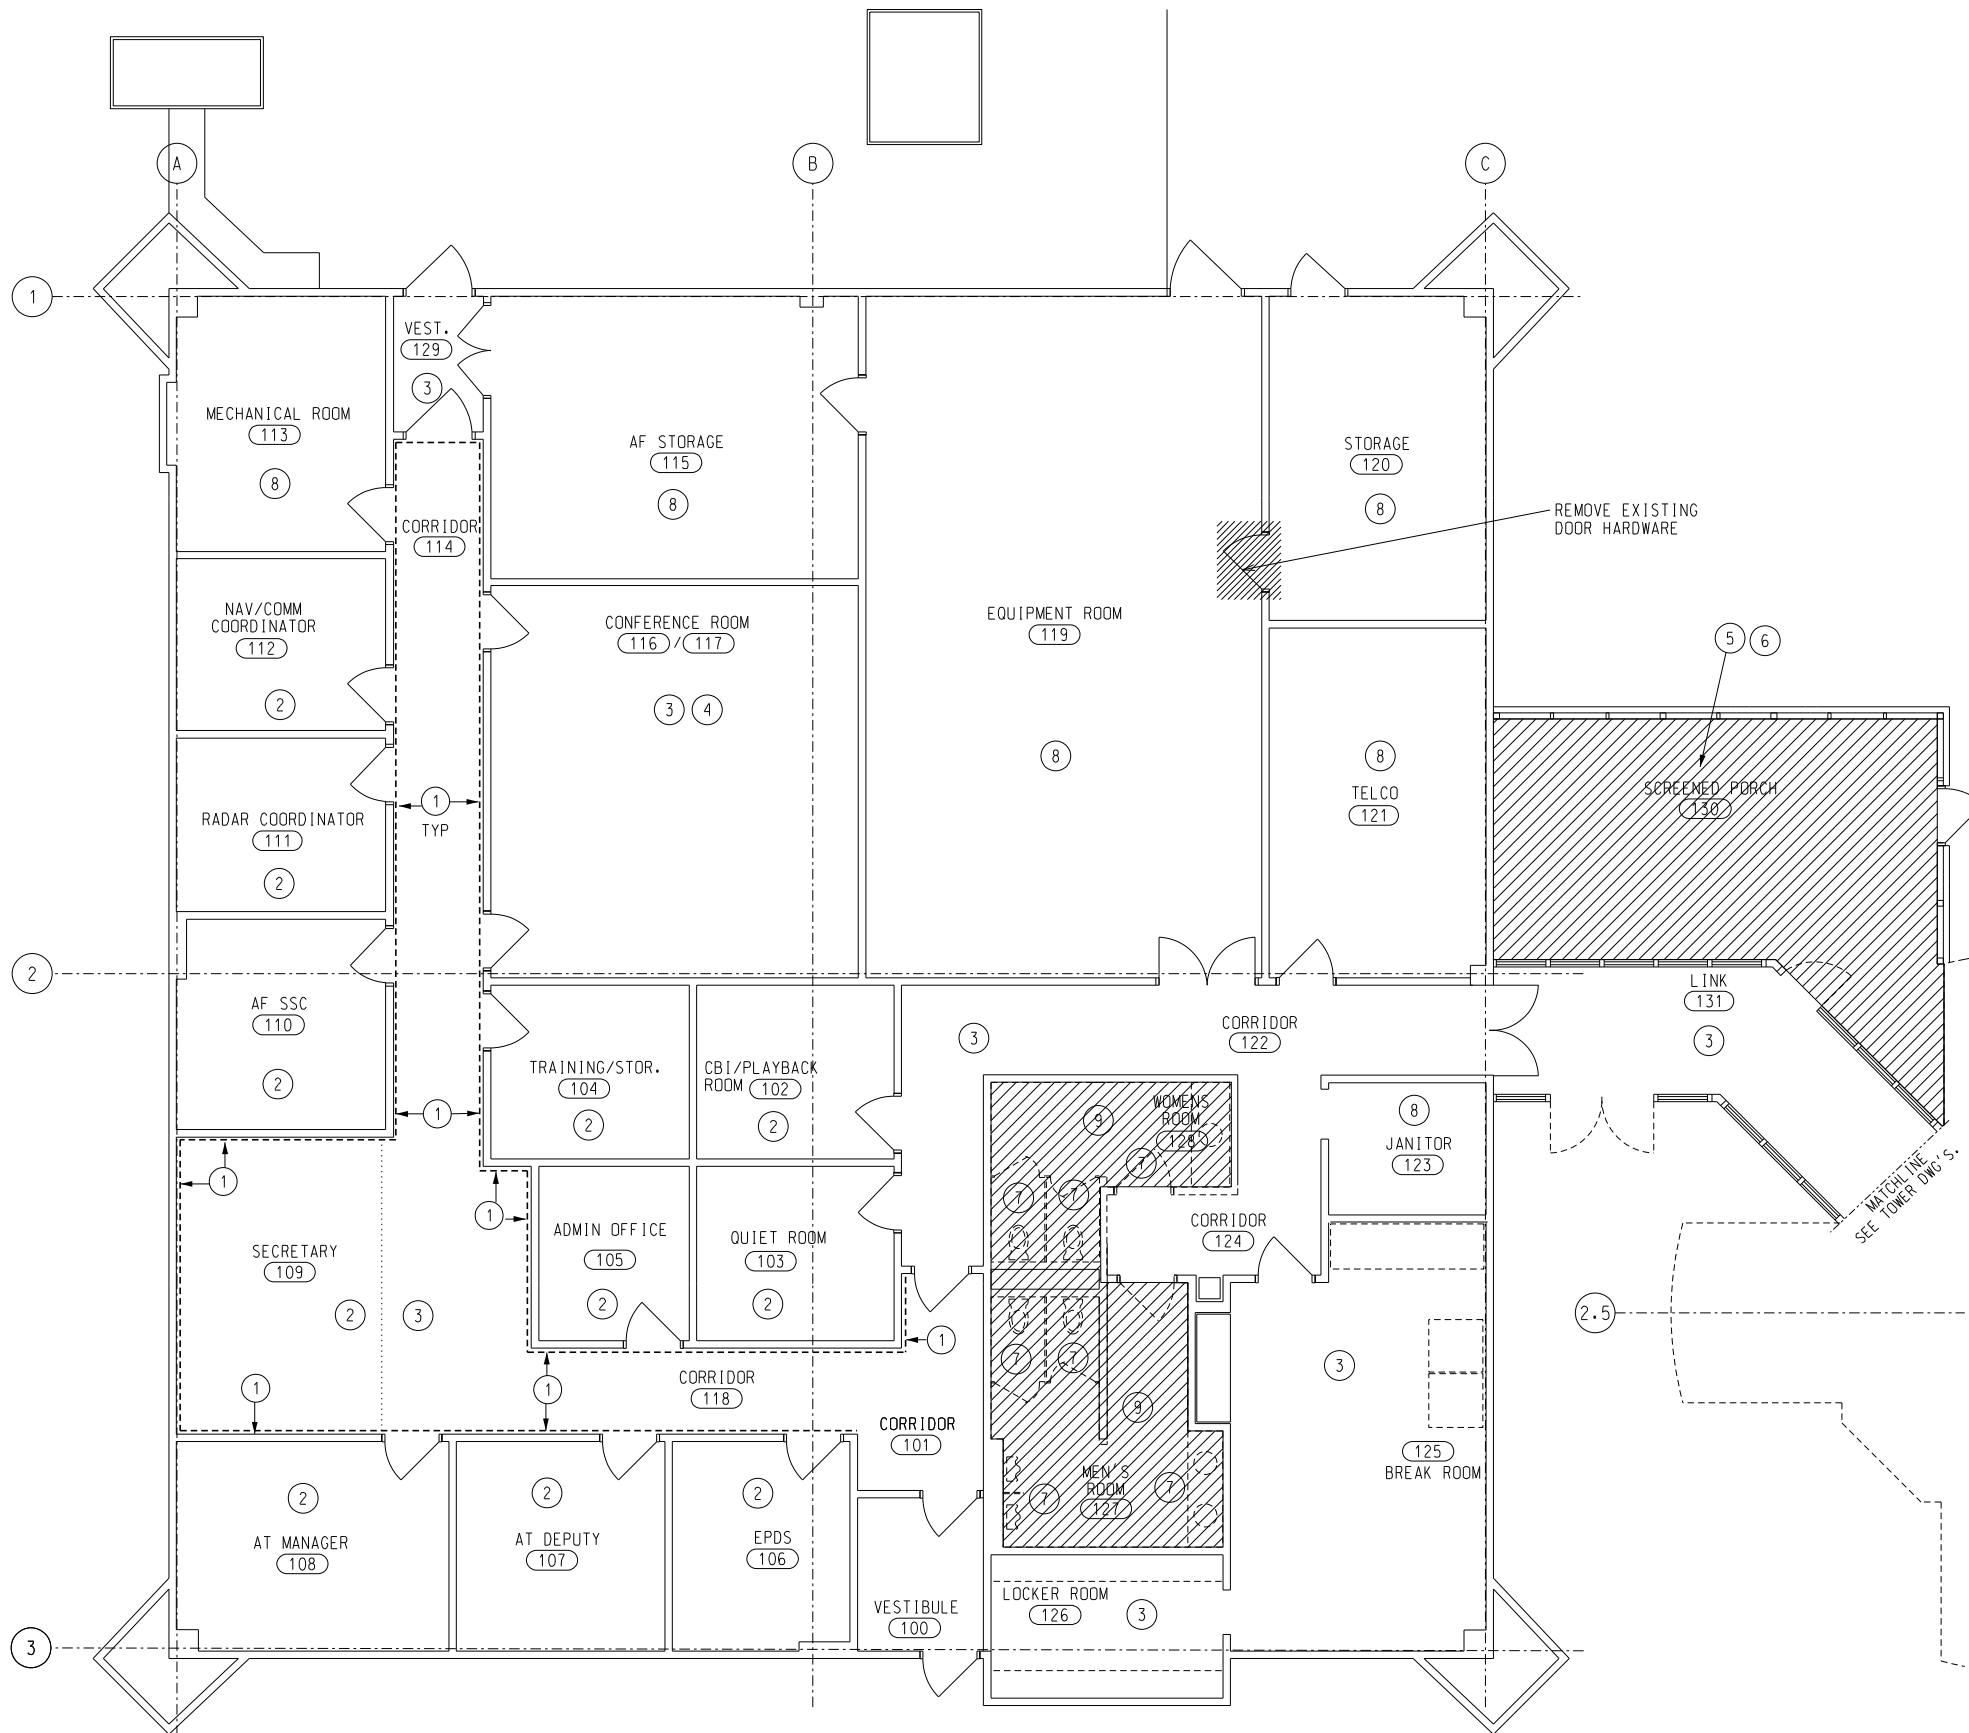 A
B
C
1
VEST.
129
3
MECHANICAL ROOM
113
8
AF STORAGE
115
8
STORAGE
120
8
CORRIDOR
114
REMOVE EXISTING
DOOR HARDWARE
NAV/COMM
COORDINATOR
112
2
CONFERENCE ROOM
116 / 117
3 4
EQUIPMENT ROOM
119
8
5 6
8
TELCO
121
SCREENED PORCH
130
1
TYP
RADAR COORDINATOR
111
2
2
AF SSC
110
2
LINK
131
3
CORRIDOR
122
3
TRAINING/STOR.
104
2
CBI/PLAYBACK
ROOM 102
2
1
9
WOMENS
ROOM
128
7
7
7
8
JANITOR
123
MATCHLINE
SEE TOWER DWG'S.
1
1
SECRETARY
109
2
3
ADMIN OFFICE
105
2
QUIET ROOM
103
2
CORRIDOR
124
2.5
1
7
7
3
1
1
CORRIDOR
118
9
CORRIDOR
101
125
BREAK ROOM
MEN'S
ROOM
127
7
7
2
AT MANAGER
108
2
AT DEPUTY
107
2
EPDS
106
VESTIBULE
100
LOCKER ROOM
126
3
3